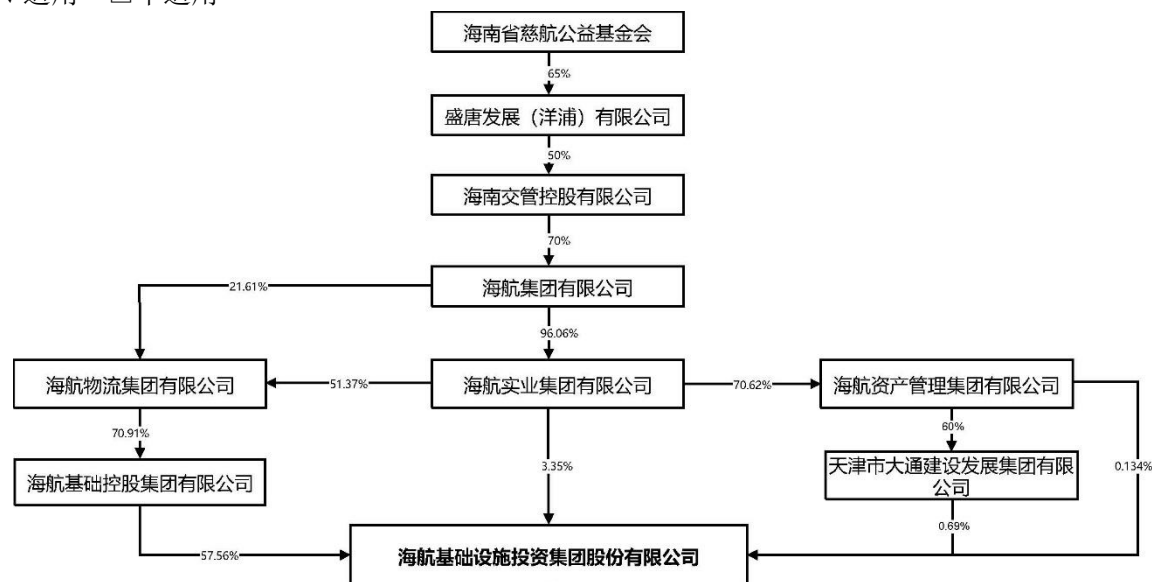 海南省慈航公益基金会
65%
盛唐发展（洋浦）有限公司
50%
海南交管控股有限公司
70%
海航集团有限公司
21.61%
96.06%
海航物流集团有限公司
51.37%
海航实业集团有限公司
70.62%
海航资产管理集团有限公司
70.91%
60%
海航基础控股集团有限公司
3.35%
天津市大通建设发展集团有限
公司
0.134%
0.69%
57.56%
海航基础设施投资集团股份有限公司